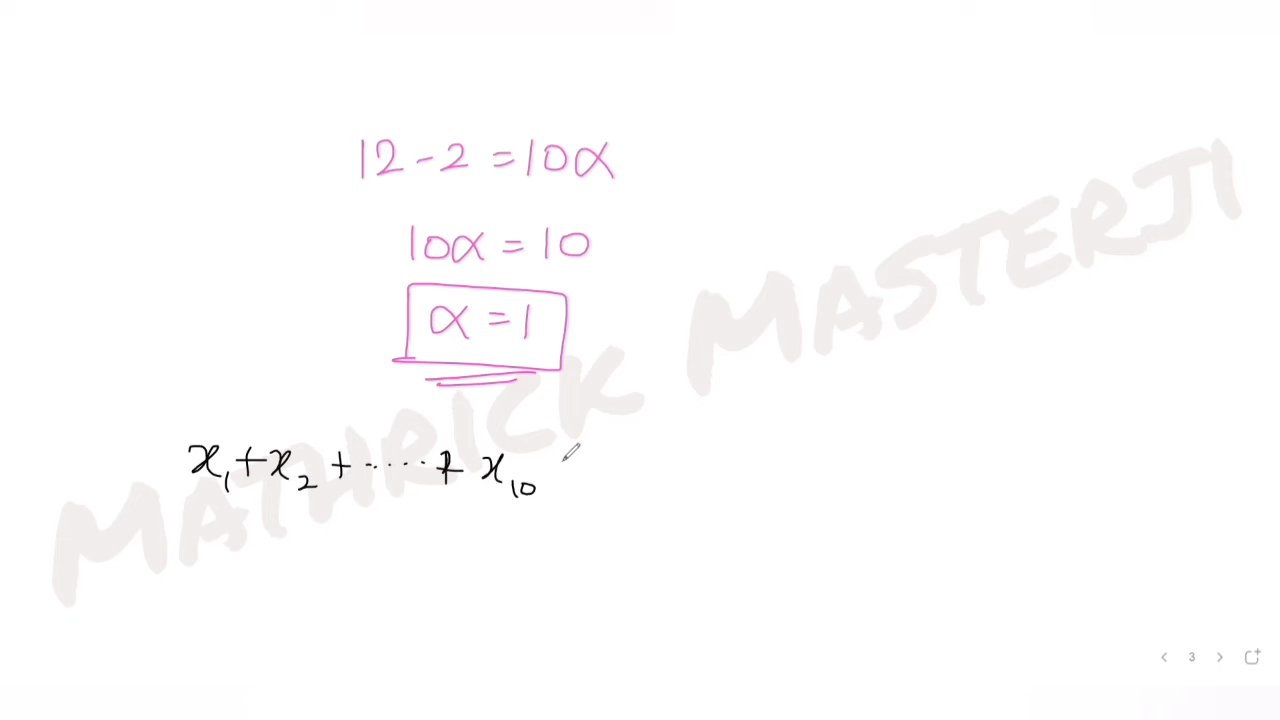 12 - 2 = 10α
10α = 10
α = 1
x₁ + x₂ + ..... + x₁₀
MATHRICK MASTERJI
< 3 >